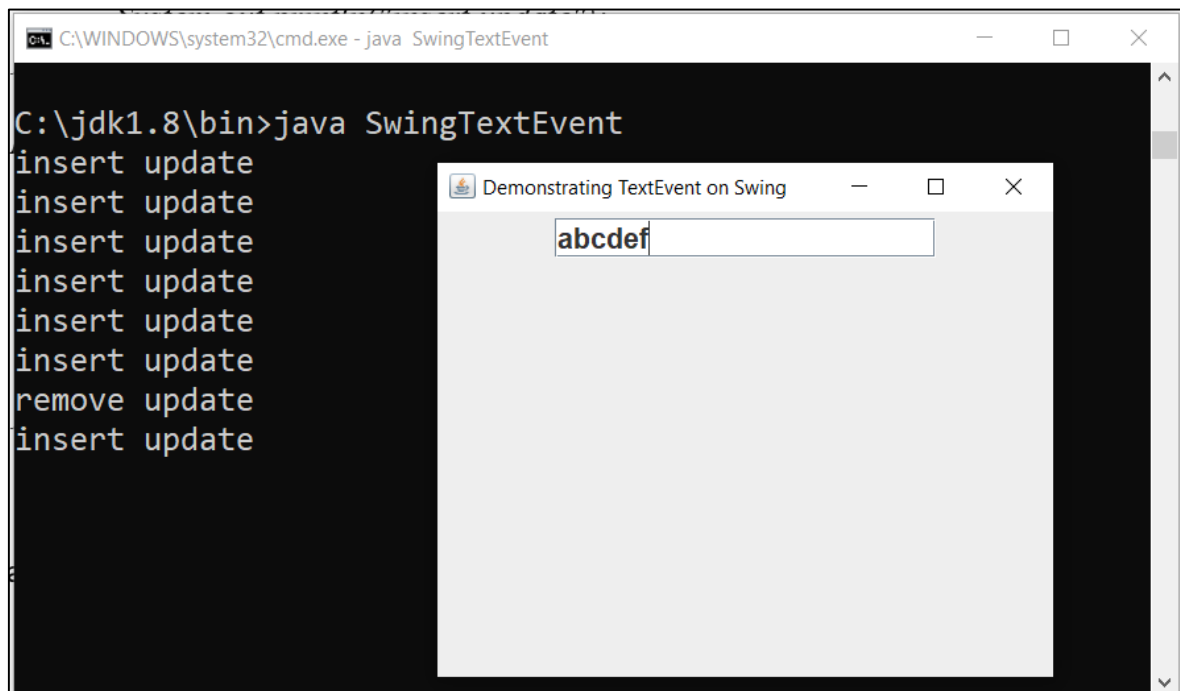 C:\WINDOWS\system32\cmd.exe - java  SwingTextEvent
C:\jdk1.8\bin>java SwingTextEvent
insert update
insert update
insert update
insert update
insert update
insert update
remove update
insert update
Demonstrating TextEvent on Swing
abcdef